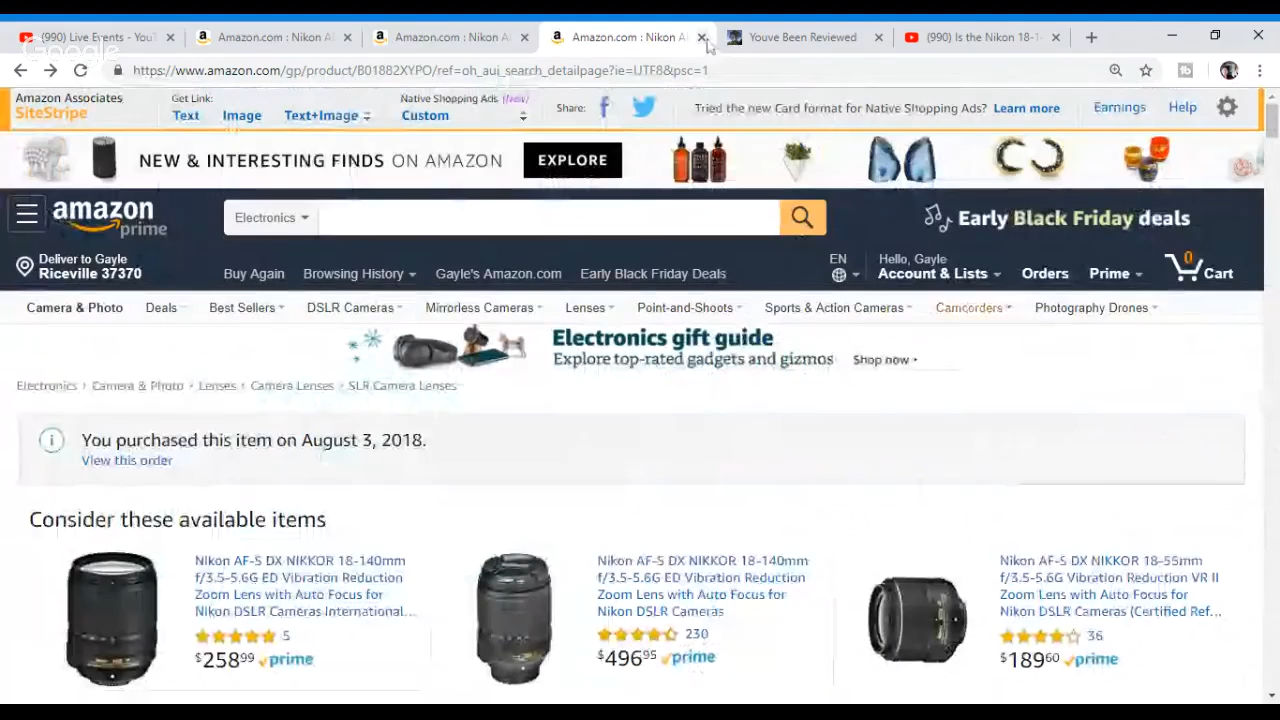 (990) Live Events - YouT
Amazon.com : Nikon A
Amazon.com : Nikon Al
Amazon.com : Nikon Al
Youve Been Reviewed
(990) Is the Nikon 18-1
Google
https://www.amazon.com/gp/product/B01882XYPO/ref=oh_aui_search_detailpage?ie=UTF8&psc=1
Amazon Associates
SiteStripe
Get Link:
Text
Image
Text+Image
Native Shopping Ads (New)
Custom
Share:
Tried the new Card format for Native Shopping Ads? Learn more
Earnings
Help
NEW & INTERESTING FINDS ON AMAZON
EXPLORE
amazon
prime
Electronics
Early Black Friday deals
Deliver to Gayle
Riceville 37370
Buy Again
Browsing History
Gayle's Amazon.com
Early Black Friday Deals
EN
Hello, Gayle
Account & Lists
Orders
Prime
0
Cart
Camera & Photo
Deals
Best Sellers
DSLR Cameras
Mirrorless Cameras
Lenses
Point-and-Shoots
Sports & Action Cameras
Camcorders
Photography Drones
Electronics gift guide
Explore top-rated gadgets and gizmos
Shop now
Electronics › Camera & Photo › Lenses › Camera Lenses › SLR Camera Lenses
You purchased this item on August 3, 2018.
View this order
Consider these available items
Nikon AF-S DX NIKKOR 18-140mm
f/3.5-5.6G ED Vibration Reduction
Zoom Lens with Auto Focus for
Nikon DSLR Cameras International...
5
$258⁹⁹ prime
Nikon AF-S DX NIKKOR 18-140mm
f/3.5-5.6G ED Vibration Reduction
Zoom Lens with Auto Focus for
Nikon DSLR Cameras
230
$496⁹⁵ prime
Nikon AF-S DX NIKKOR 18-55mm
f/3.5-5.6G Vibration Reduction VR II
Zoom Lens with Auto Focus for
Nikon DSLR Cameras (Certified Ref...
36
$189⁶⁰ prime